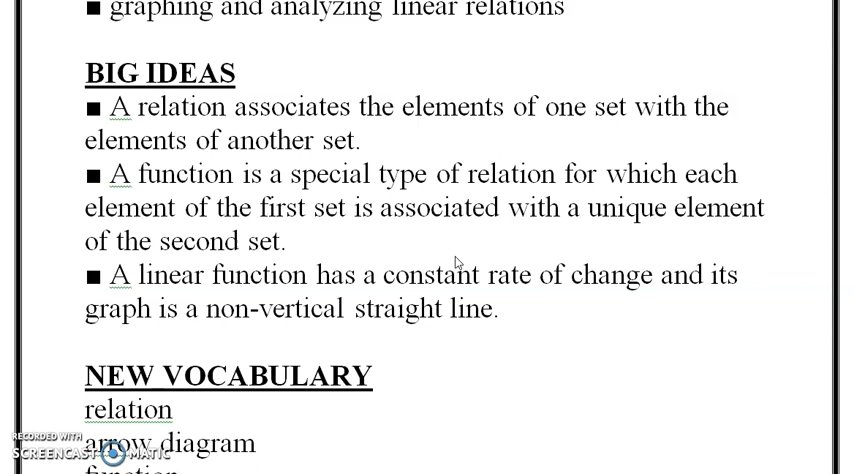 ■ graphing and analyzing linear relations
BIG IDEAS
■ A relation associates the elements of one set with the
elements of another set.
■ A function is a special type of relation for which each
element of the first set is associated with a unique element
of the second set.
■ A linear function has a constant rate of change and its
graph is a non-vertical straight line.
NEW VOCABULARY
relation
arrow diagram
function
RECORDED WITH
SCREENCAST MATIC